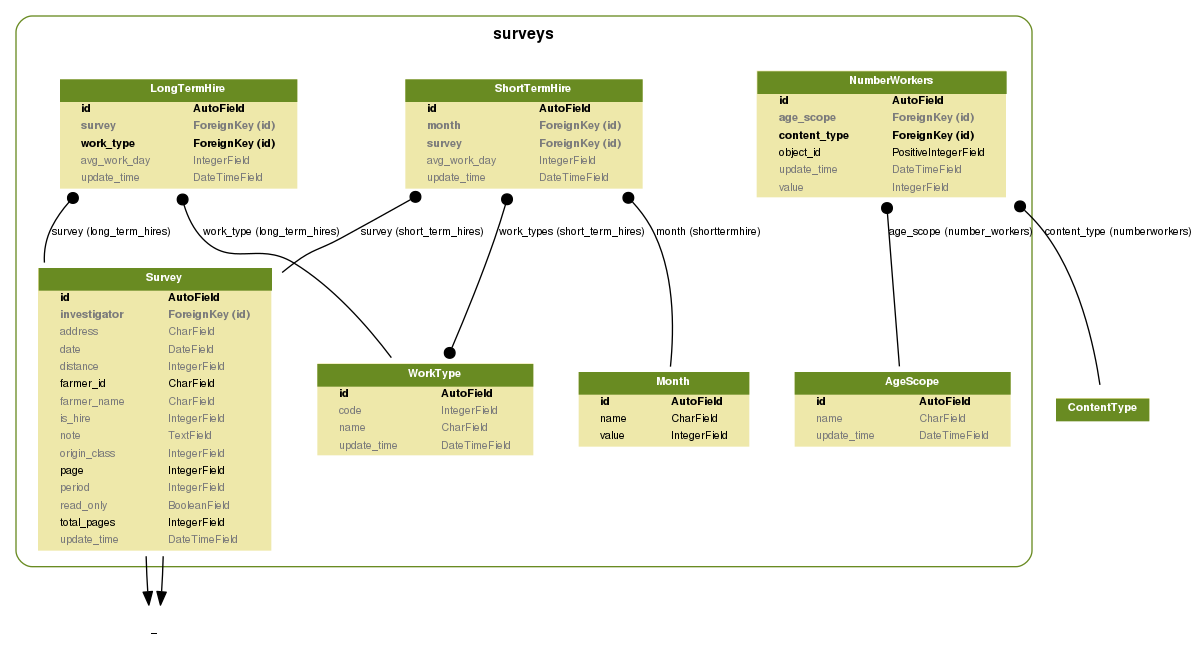 surveys
LongTermHire
id AutoField
survey ForeignKey (id)
work_type ForeignKey (id)
avg_work_day IntegerField
update_time DateTimeField
ShortTermHire
id AutoField
month ForeignKey (id)
survey ForeignKey (id)
avg_work_day IntegerField
update_time DateTimeField
NumberWorkers
id AutoField
age_scope ForeignKey (id)
content_type ForeignKey (id)
object_id PositiveIntegerField
update_time DateTimeField
value IntegerField
survey (long_term_hires)
work_type (long_term_hires)
survey (short_term_hires)
work_types (short_term_hires)
month (shorttermhire)
age_scope (number_workers)
content_type (numberworkers)
Survey
id AutoField
investigator ForeignKey (id)
address CharField
date DateField
distance IntegerField
farmer_id CharField
farmer_name CharField
is_hire IntegerField
note TextField
origin_class IntegerField
page IntegerField
period IntegerField
read_only BooleanField
total_pages IntegerField
update_time DateTimeField
WorkType
id AutoField
code IntegerField
name CharField
update_time DateTimeField
Month
id AutoField
name CharField
value IntegerField
AgeScope
id AutoField
name CharField
update_time DateTimeField
ContentType
_